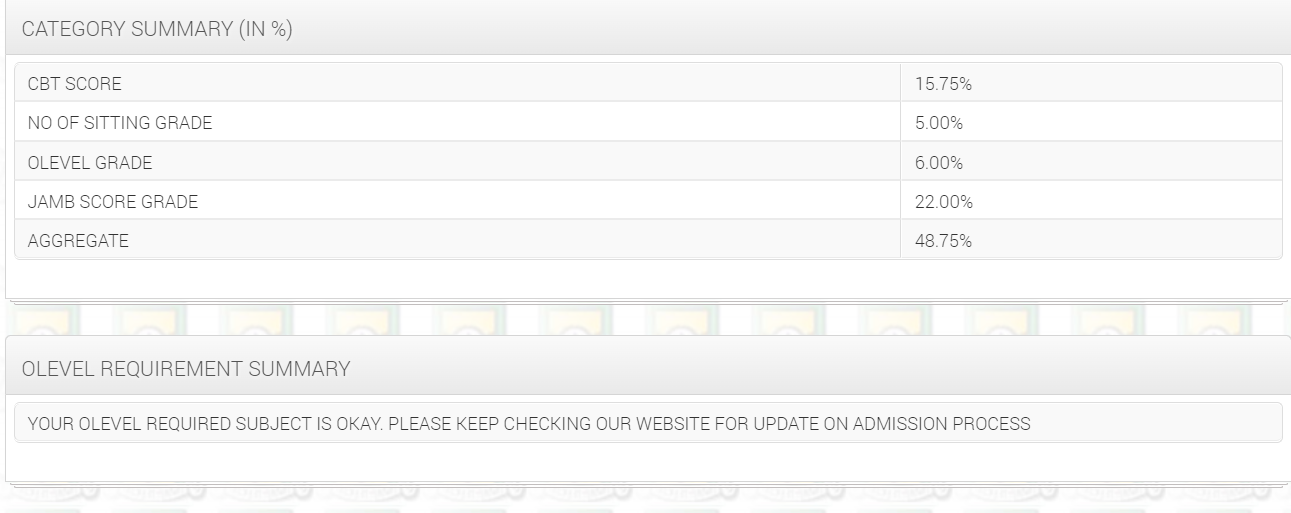 CATEGORY SUMMARY (IN %)
CBT SCORE 15.75%
NO OF SITTING GRADE 5.00%
OLEVEL GRADE 6.00%
JAMB SCORE GRADE 22.00%
AGGREGATE 48.75%
OLEVEL REQUIREMENT SUMMARY
YOUR OLEVEL REQUIRED SUBJECT IS OKAY. PLEASE KEEP CHECKING OUR WEBSITE FOR UPDATE ON ADMISSION PROCESS